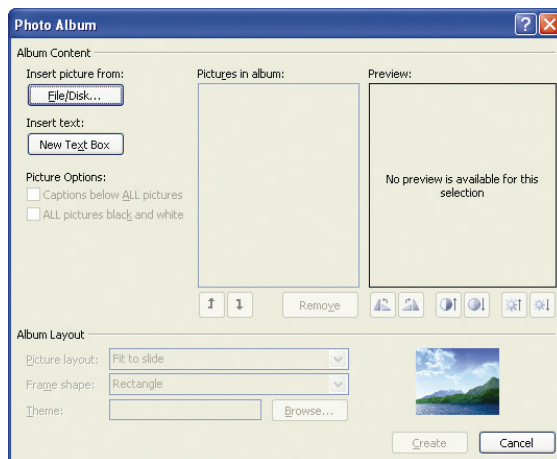 Photo Album
Album Content
Insert picture from:
File/Disk...
Insert text:
New Text Box
Picture Options:
Captions below ALL pictures
ALL pictures black and white
Pictures in album:
Remove
Preview:
No preview is available for this
selection
Album Layout
Picture layout: Fit to slide
Frame shape: Rectangle
Theme: Browse...
Create Cancel